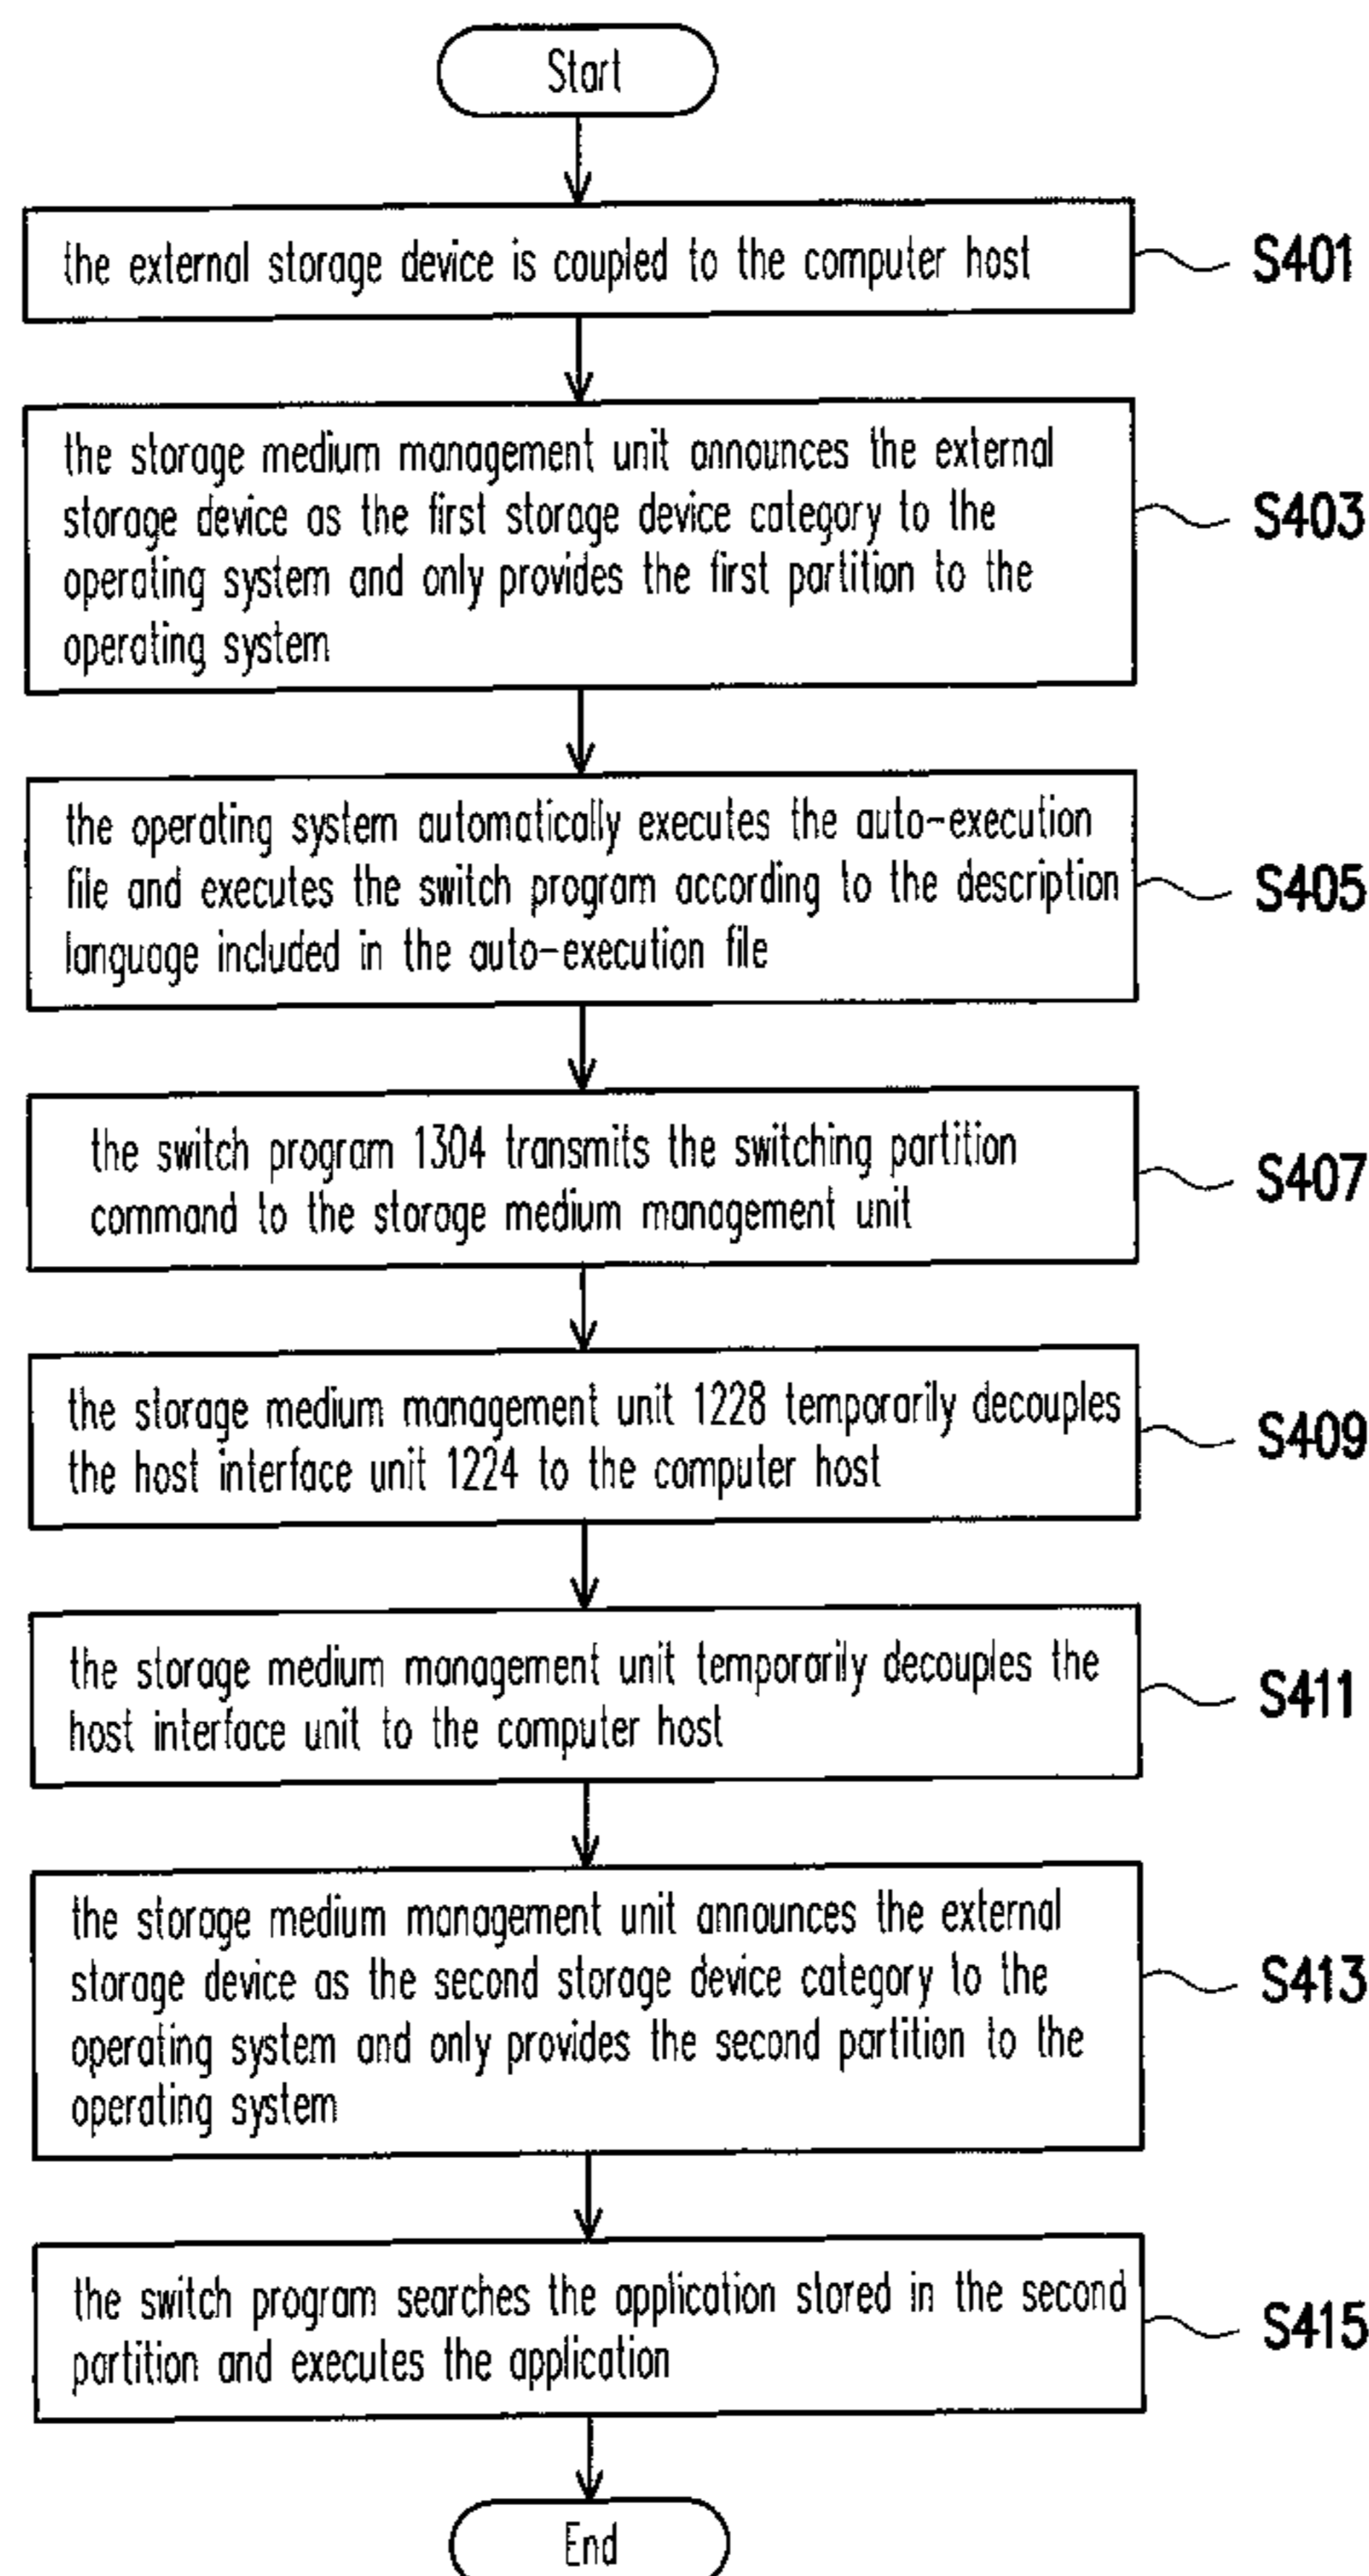 Start
the external storage device is coupled to the computer host
S401
the storage medium management unit announces the external
storage device as the first storage device category to the
operating system and only provides the first partition to the
operating system
S403
the operating system automatically executes the auto-execution
file and executes the switch program according to the description
language included in the auto-execution file
S405
the switch program 1304 transmits the switching partition
command to the storage medium management unit
S407
the storage medium management unit 1228 temporarily decouples
the host interface unit 1224 to the computer host
S409
the storage medium management unit temporarily decouples the
host interface unit to the computer host
S411
the storage medium management unit announces the external
storage device as the second storage device category to the
operating system and only provides the second partition to the
operating system
S413
the switch program searches the application stored in the second
partition and executes the application
S415
End